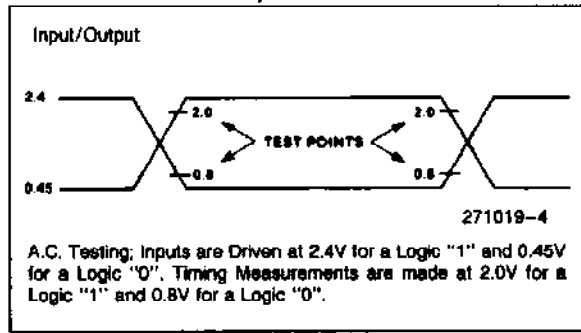 Input/Output
2.4
2.0
2.0
TEST POINTS
0.8
0.8
0.45
271019-4
A.C. Testing; Inputs are Driven at 2.4V for a Logic "1" and 0.45V
for a Logic "0". Timing Measurements are made at 2.0V for a
Logic "1" and 0.8V for a Logic "0".